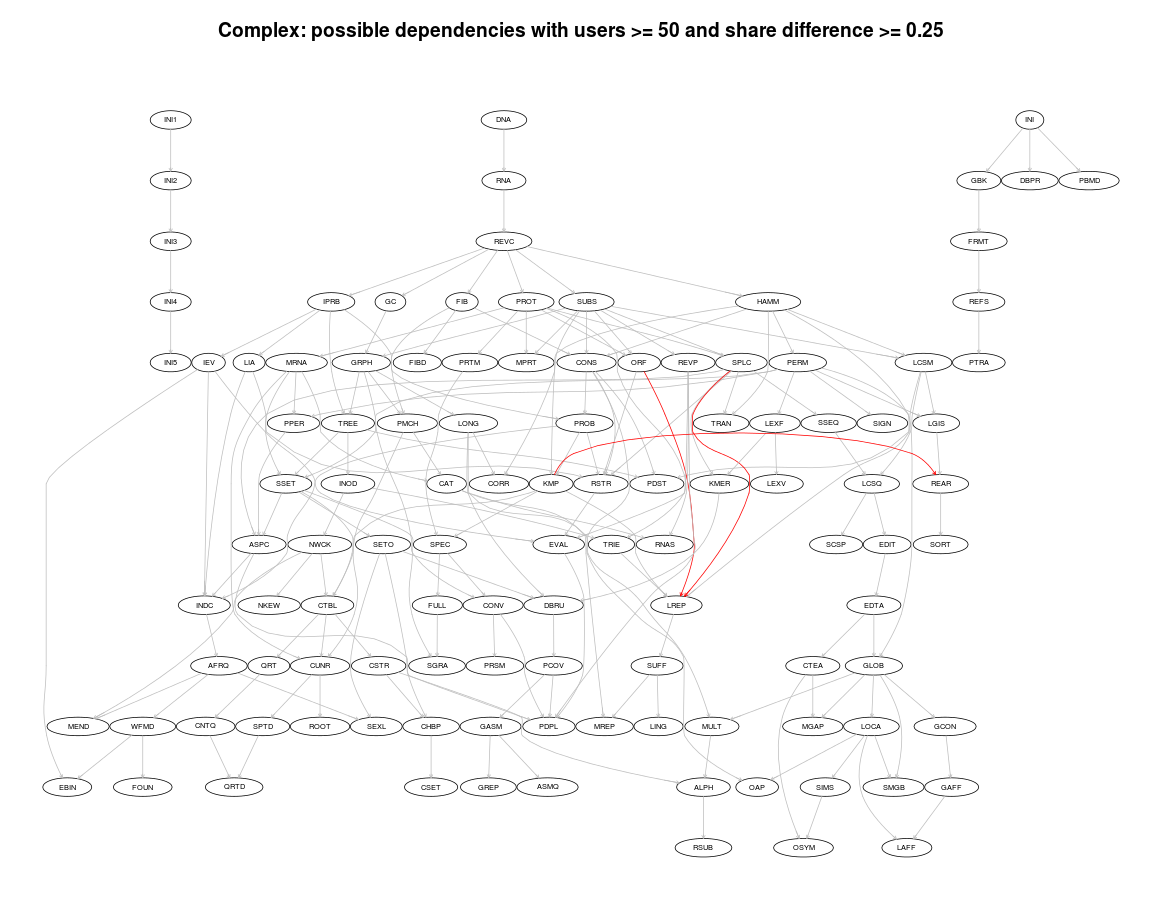 Complex: possible dependencies with users >= 50 and share difference >= 0.25
INI1 DNA INI
INI2 RNA GBK DBPR PBMD
INI3 REVC FRMT
INI4 IPRB GC FIB PROT SUBS HAMM REFS
INI5 IEV LIA MRNA GRPH FIBD PRTM MPRT CONS ORF REVP SPLC PERM LCSM PTRA
PPER TREE PMCH LONG PROB TRAN LEXF SSEQ SIGN LGIS
SSET INOD CAT CORR KMP RSTR PDST KMER LEXV LCSQ REAR
ASPC NWCK SETO SPEC EVAL TRIE RNAS SCSP EDIT SORT
INDC NKEW CTBL FULL CONV DBRU LREP EDTA
AFRQ QRT CUNR CSTR SGRA PRSM PCOV SUFF CTEA GLOB
MEND WFMD CNTQ SPTD ROOT SEXL CHBP GASM PDPL MREP LING MULT MGAP LOCA GCON
EBIN FOUN QRTD CSET GREP ASMQ ALPH OAP SIMS SMGB GAFF
RSUB OSYM LAFF